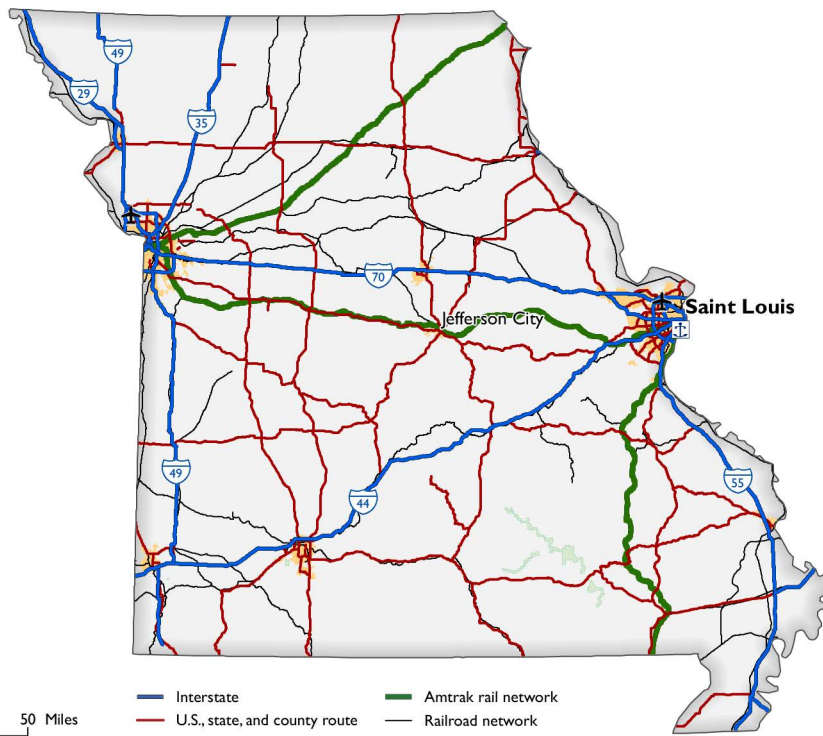 49
29
35
70
Saint Louis
Jefferson City
49
44
55
Interstate
Amtrak rail network
50 Miles
U.S., state, and county route
Railroad network